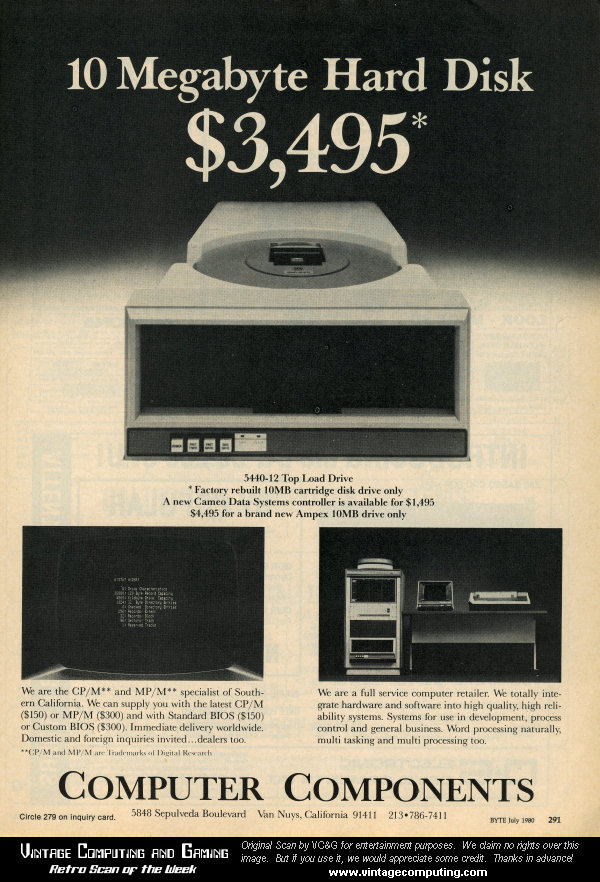 10 Megabyte Hard Disk
$3,495*
5440-12 Top Load Drive
* Factory rebuilt 10MB cartridge disk drive only
A new Cameo Data Systems controller is available for $1,495
$4,495 for a brand new Ampex 10MB drive only
We are the CP/M** and MP/M** specialist of South-
ern California. We can supply you with the latest CP/M
($150) or MP/M ($300) and with Standard BIOS ($150)
or Custom BIOS ($300). Immediate delivery worldwide.
Domestic and foreign inquiries invited...dealers too.
**CP/M and MP/M are Trademarks of Digital Research
We are a full service computer retailer. We totally inte-
grate hardware and software into high quality, high reli-
ability systems. Systems for use in development, process
control and general business. Word processing naturally,
multi tasking and multi processing too.
COMPUTER COMPONENTS
Circle 279 on inquiry card.
5848 Sepulveda Boulevard Van Nuys, California 91411 213•786-7411
BYTE July 1980 291
VINTAGE COMPUTING AND GAMING
Retro Scan of the Week
Original Scan by VC&G for entertainment purposes. We claim no rights over this
image. But if you use it, we would appreciate some credit. Thanks in advance!
www.vintagecomputing.com